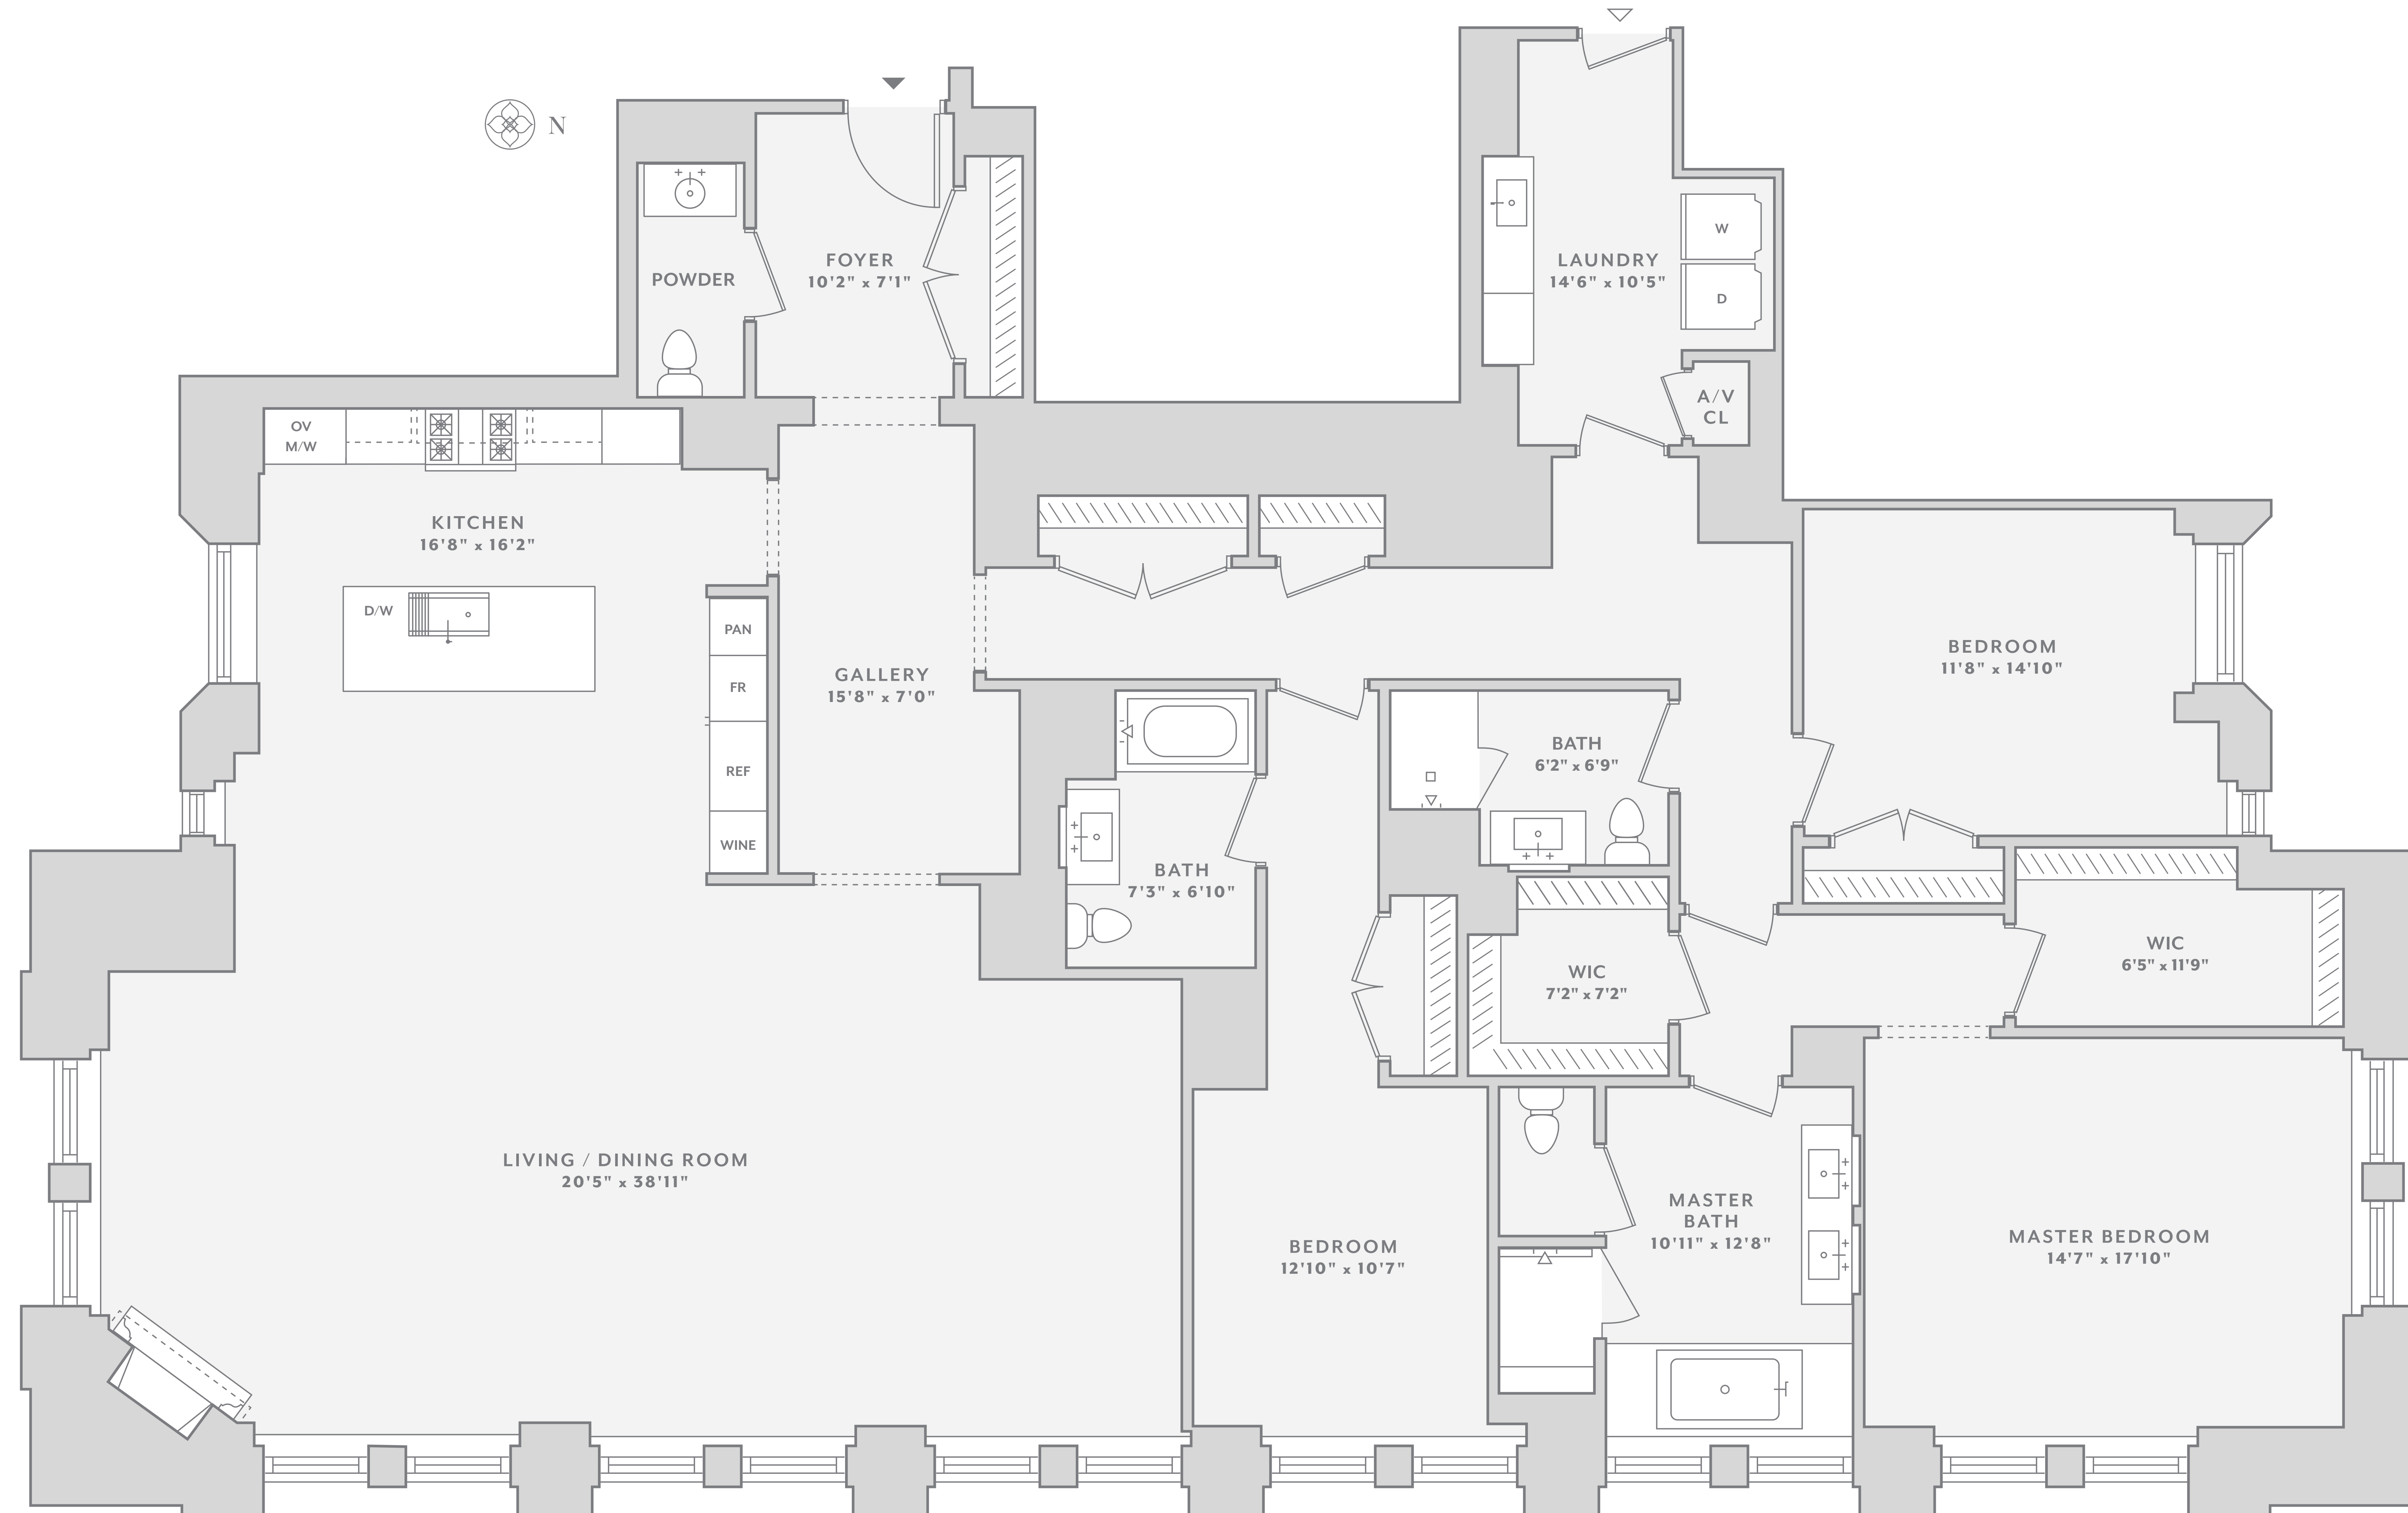 N
POWDER
FOYER
10'2" x 7'1"
LAUNDRY
14'6" x 10'5"
W
D
A/V
CL
OV
M/W
KITCHEN
16'8" x 16'2"
D/W
PAN
FR
REF
WINE
GALLERY
15'8" x 7'0"
BEDROOM
11'8" x 14'10"
BATH
6'2" x 6'9"
BATH
7'3" x 6'10"
WIC
7'2" x 7'2"
WIC
6'5" x 11'9"
LIVING / DINING ROOM
20'5" x 38'11"
BEDROOM
12'10" x 10'7"
MASTER
BATH
10'11" x 12'8"
MASTER BEDROOM
14'7" x 17'10"